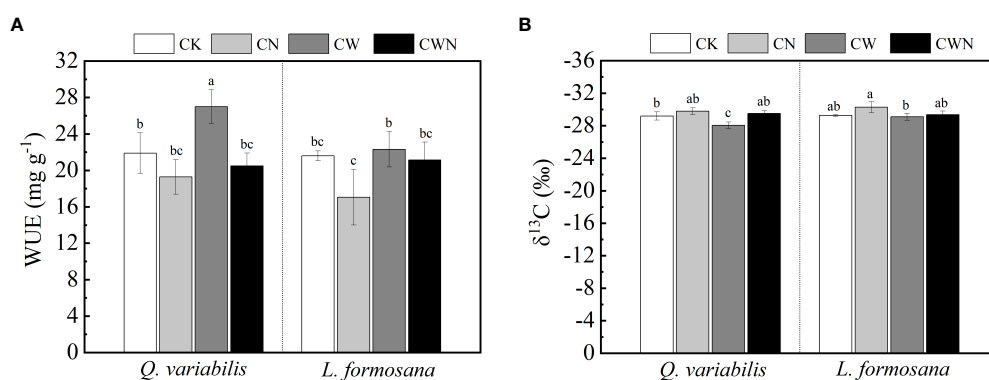 A
CK CN CW CWN
32
28
24
20
16
12
8
4
0
WUE (mg g⁻¹)
b bc a bc bc c b bc
Q. variabilis L. formosana
B
CK CN CW CWN
-36
-32
-28
-24
-20
-16
-12
-8
-4
0
δ¹³C (‰)
b ab c ab ab a b ab
Q. variabilis L. formosana